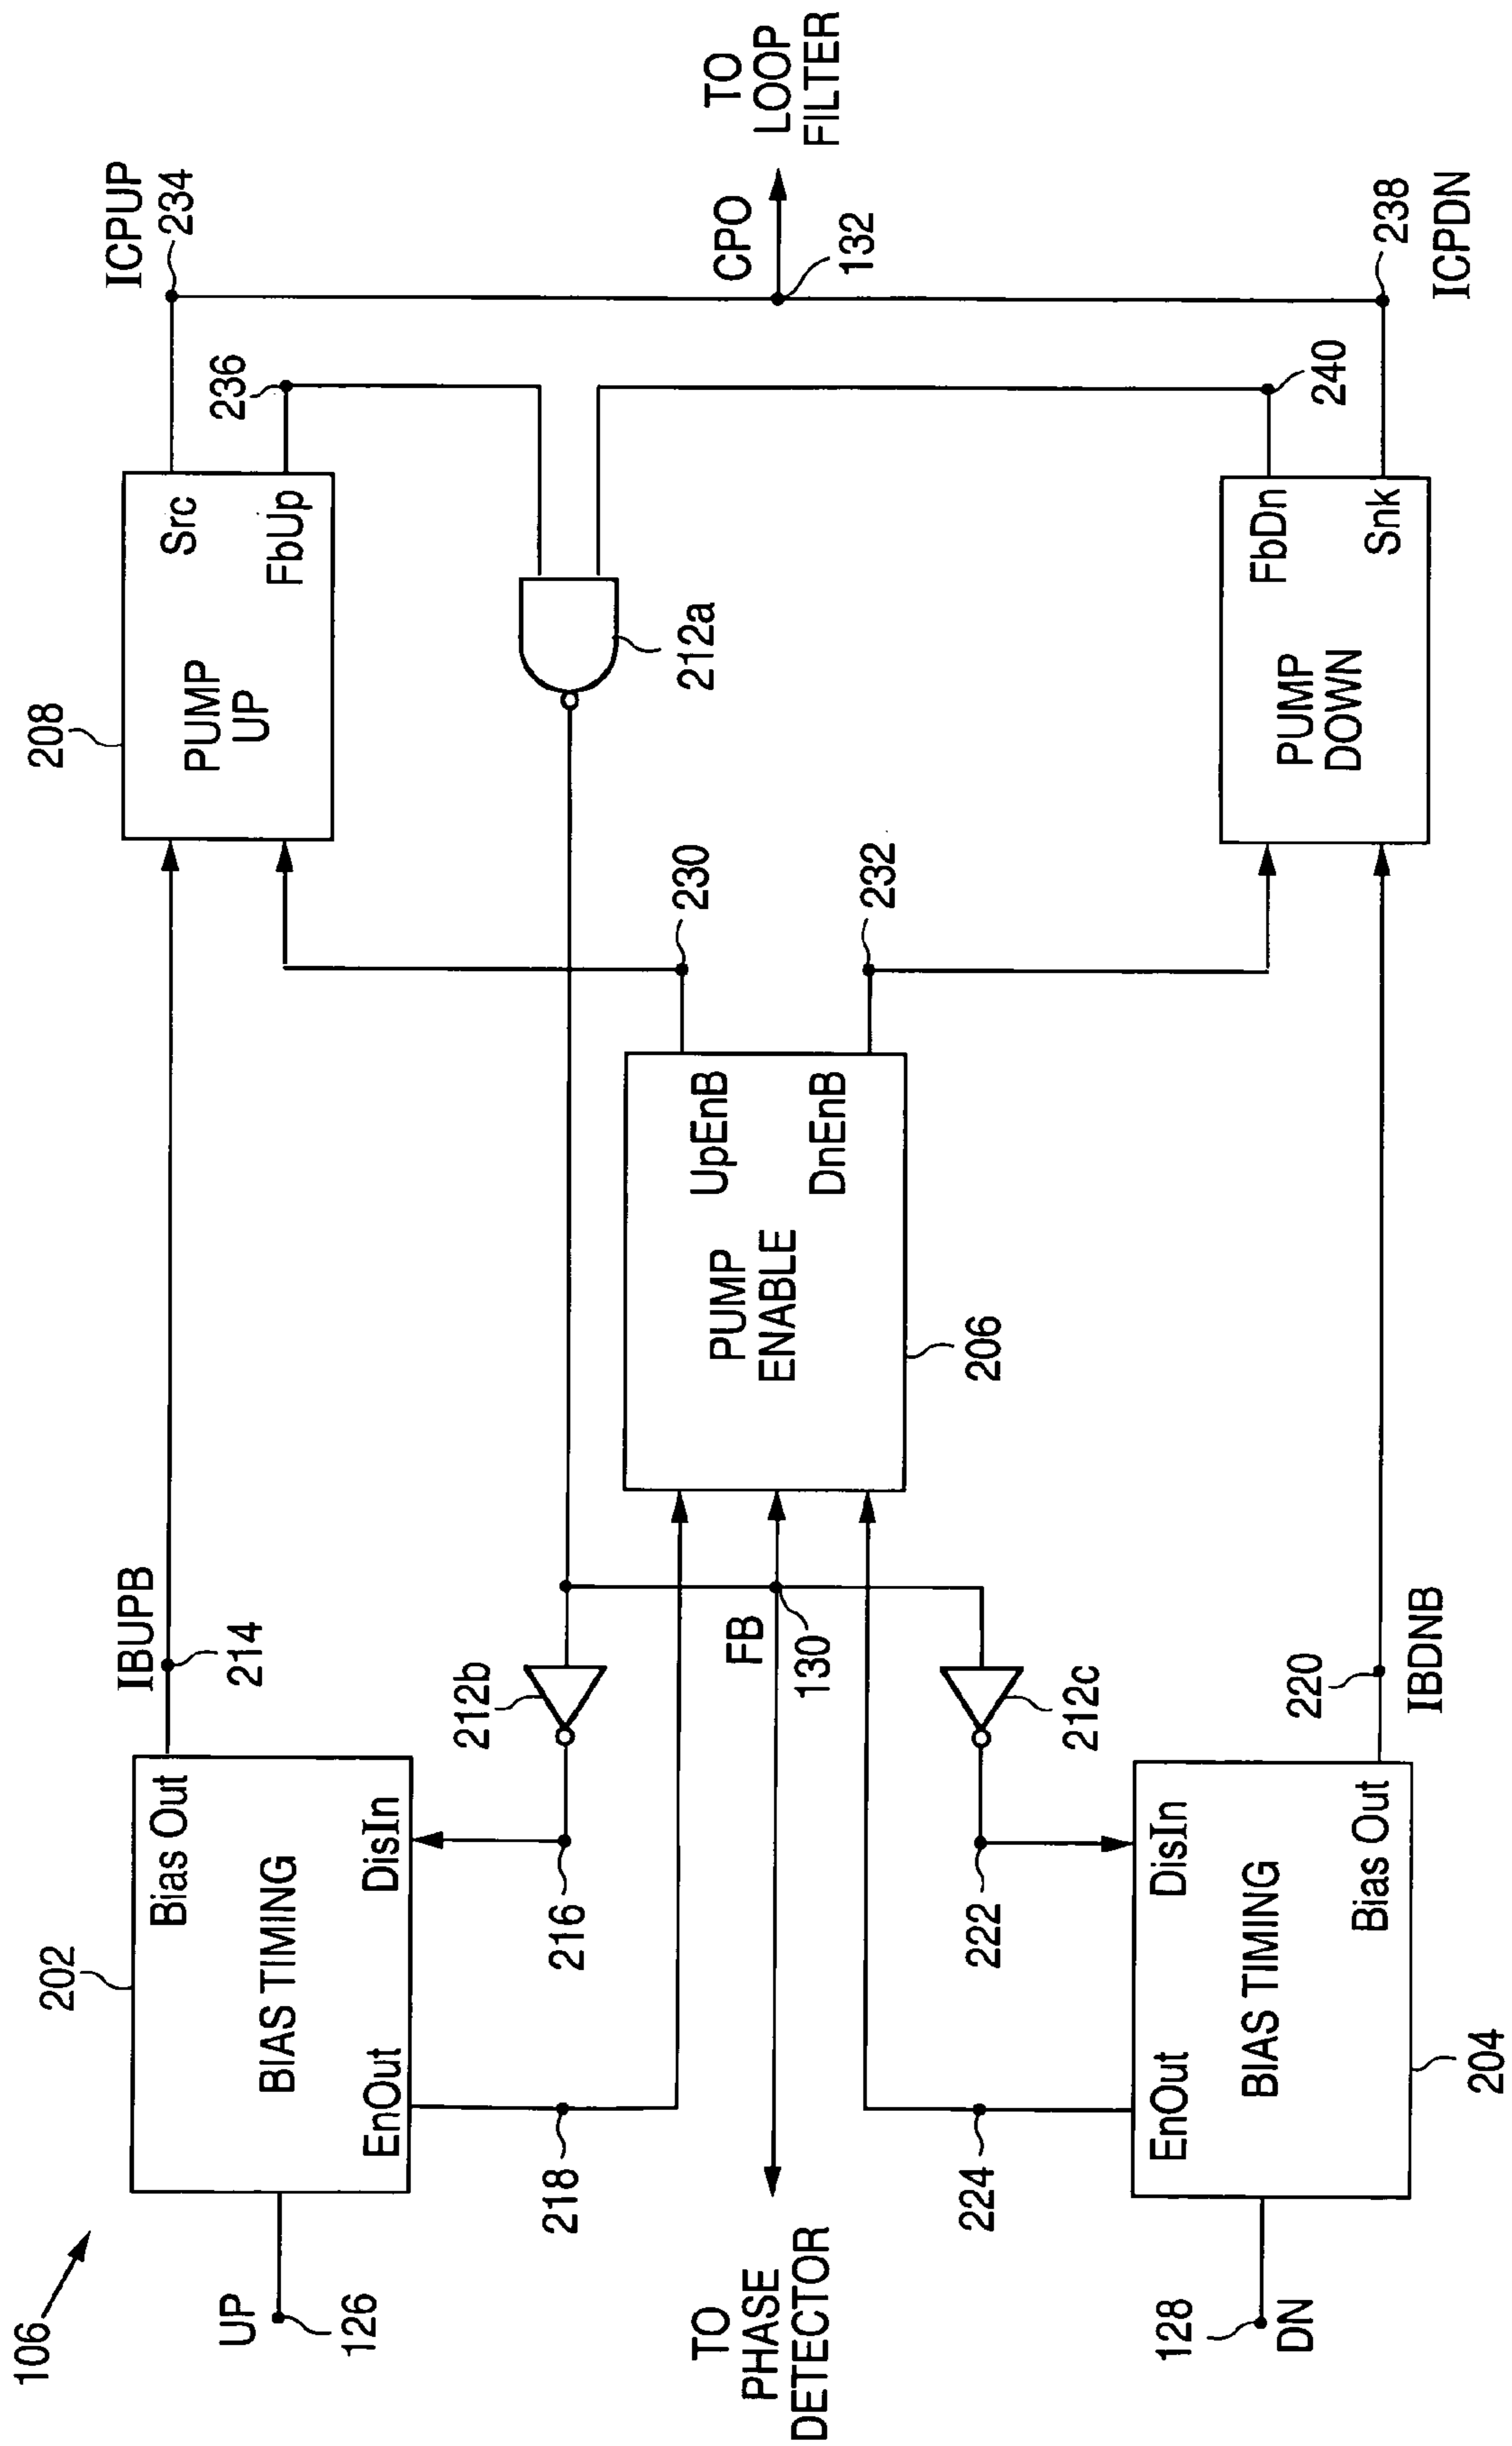 106
UP
126
202
BIAS TIMING
Bias Out
EnOut
DisIn
IBUPB
214
216
218
212b
208
PUMP
UP
Src
FbUp
ICPUP
234
236
212a
TO
PHASE
DETECTOR
FB
130
PUMP
ENABLE
UpEnB
DnEnB
206
230
232
CPO
132
TO
LOOP
FILTER
128
DN
224
222
212c
EnOut
DisIn
BIAS TIMING
Bias Out
204
220
IBDNB
PUMP
DOWN
FbDn
Snk
240
238
ICPDN